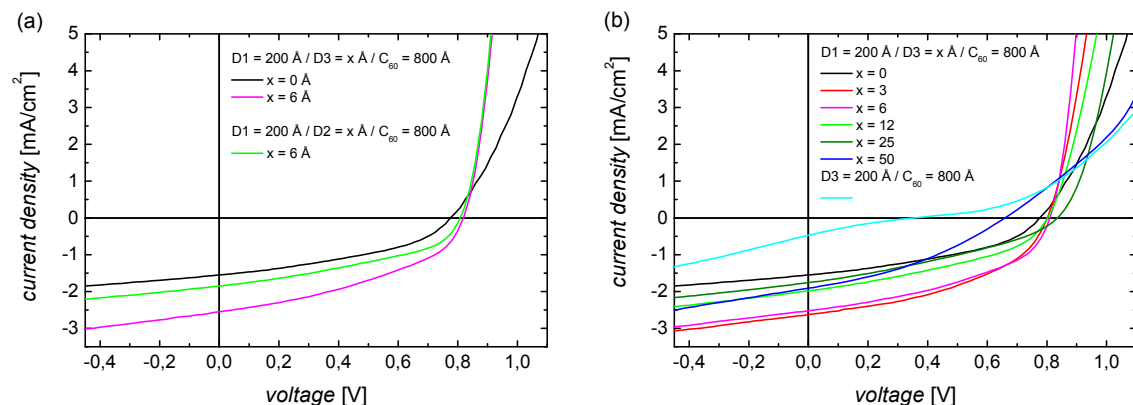 (a)
D1 = 200 Å / D3 = x Å / C60 = 800 Å
x = 0 Å
x = 6 Å
D1 = 200 Å / D2 = x Å / C60 = 800 Å
x = 6 Å
5
4
3
2
1
0
-1
-2
-3
-0,4
-0,2
0,0
0,2
0,4
0,6
0,8
1,0
current density [mA/cm2]
voltage [V]
(b)
D1 = 200 Å / D3 = x Å / C60 = 800 Å
x = 0
x = 3
x = 6
x = 12
x = 25
x = 50
D3 = 200 Å / C60 = 800 Å
5
4
3
2
1
0
-1
-2
-3
-0,4
-0,2
0,0
0,2
0,4
0,6
0,8
1,0
current density [mA/cm2]
voltage [V]